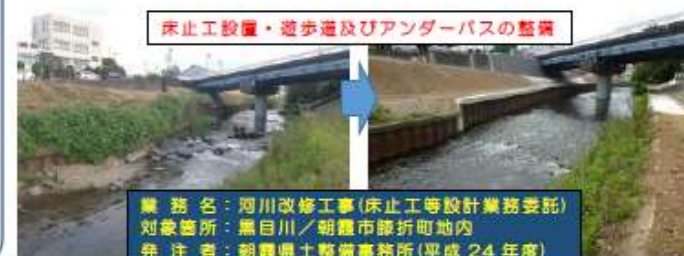 床止工設置・遊歩道及びアンダーパスの整備
業 務 名：河川改修工事(床止工等設計業務委託)
対象箇所：黒目川／朝霞市膝折町地内
発 注 者：朝霞県土整備事務所(平成 24 年度)